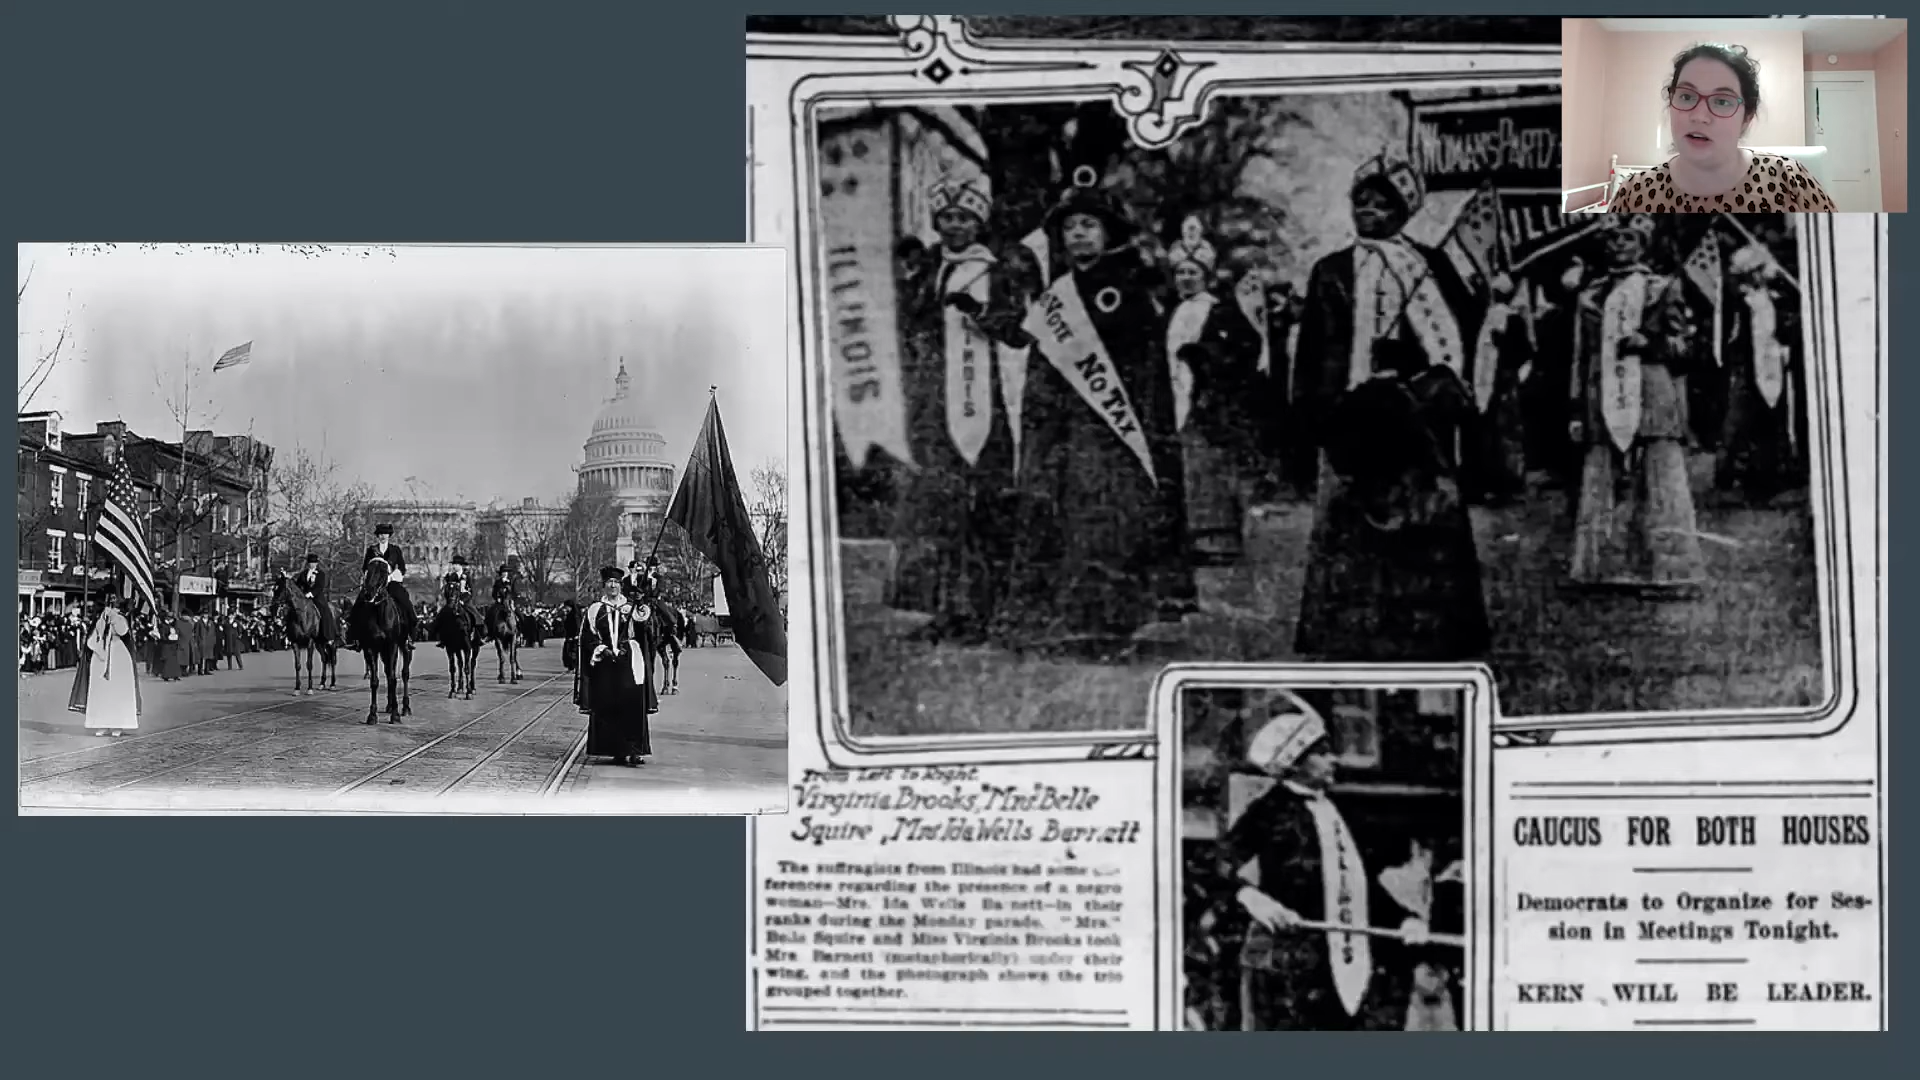 ILLINOIS
ILLINOIS
VOTE NO TAX
WOMAN'S PARTY
ILLI
ILLINOIS
From Left to Right.
Virginia Brooks, "Mrs." Belle
Squire, Mrs. Ida Wells Barnett
The suffragists from Illinois had some
ferences regarding the presence of a negro
woman—Mrs. Ida Wells Barnett—in their
ranks during the Monday parade. "Mrs."
Belle Squire and Miss Virginia Brooks took
Mrs. Barnett (metaphorically) under their
wing, and the photograph shows the trio
grouped together.
ILLINOIS
CAUCUS FOR BOTH HOUSES
Democrats to Organize for Ses-
sion in Meetings Tonight.
KERN WILL BE LEADER.